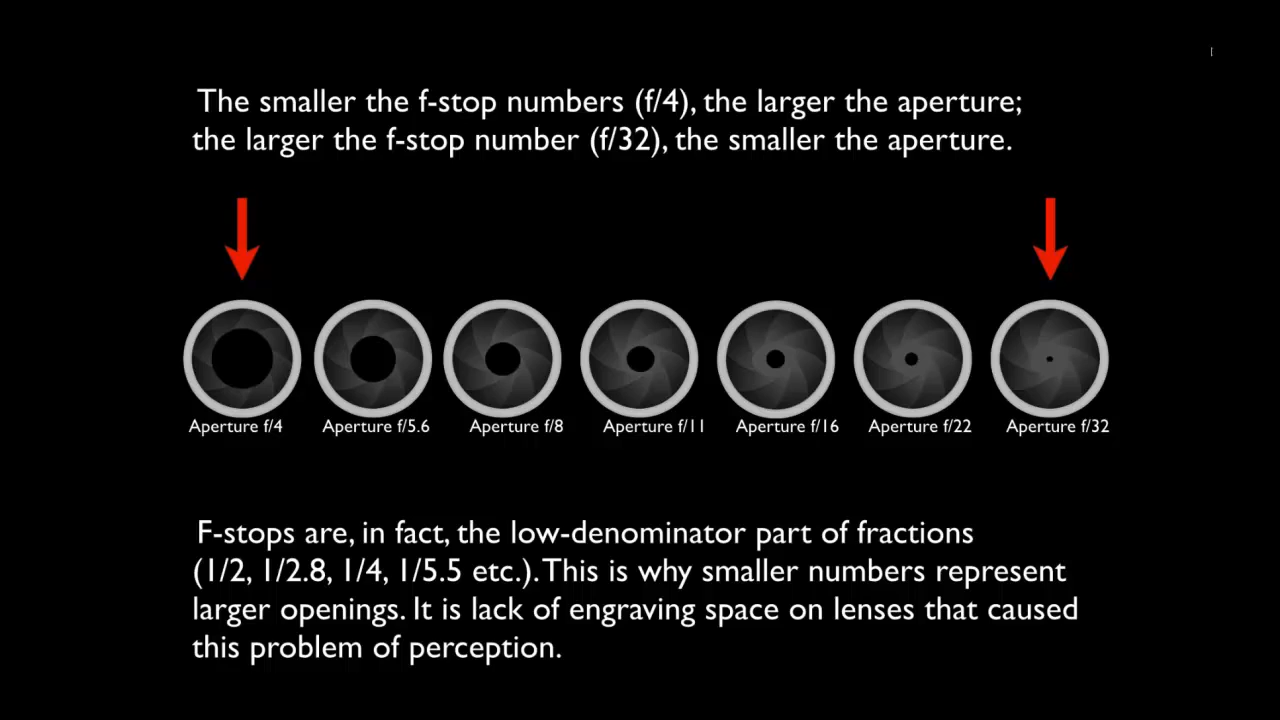 The smaller the f-stop numbers (f/4), the larger the aperture;
the larger the f-stop number (f/32), the smaller the aperture.
Aperture f/4 Aperture f/5.6 Aperture f/8 Aperture f/11 Aperture f/16 Aperture f/22 Aperture f/32
F-stops are, in fact, the low-denominator part of fractions
(1/2, 1/2.8, 1/4, 1/5.5 etc.). This is why smaller numbers represent
larger openings. It is lack of engraving space on lenses that caused
this problem of perception.